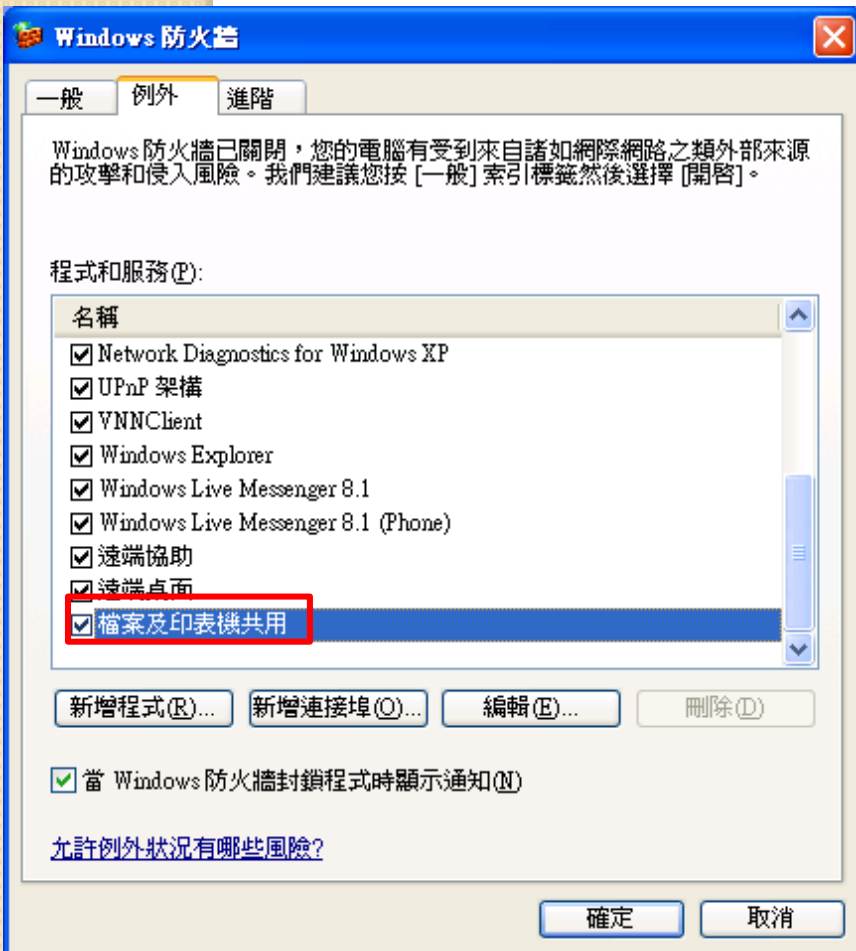 Windows 防火牆
一般
例外
進階
Windows 防火牆已關閉，您的電腦有受到來自諸如網際網路之類外部來源
的攻擊和侵入風險。我們建議您按 [一般] 索引標籤然後選擇 [開啓]。
程式和服務(P):
名稱
Network Diagnostics for Windows XP
UPnP 架構
VNNClient
Windows Explorer
Windows Live Messenger 8.1
Windows Live Messenger 8.1 (Phone)
遠端協助
遠端桌面
檔案及印表機共用
新增程式(R)...
新增連接埠(O)...
編輯(E)...
刪除(D)
當 Windows 防火牆封鎖程式時顯示通知(N)
允許例外狀況有哪些風險?
確定
取消